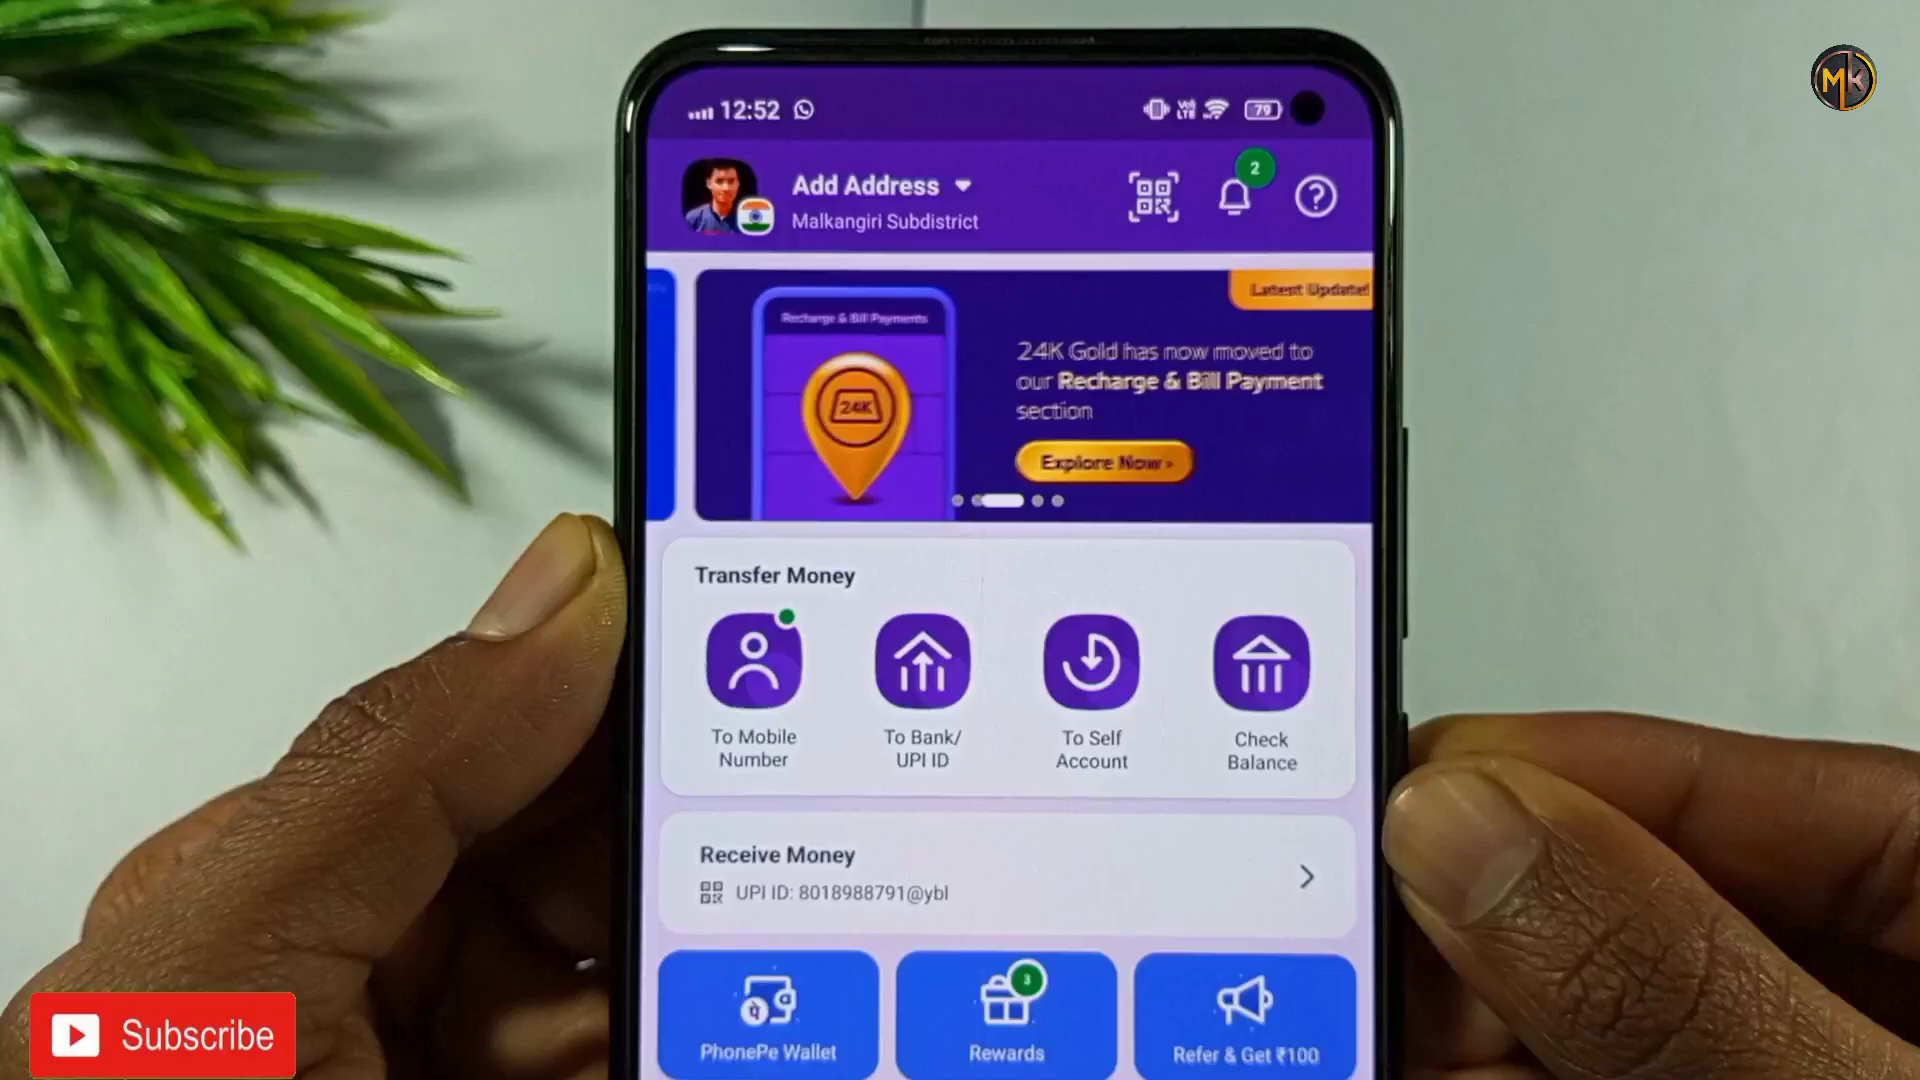 MK
12:52
VoI
LTE
79
Add Address
Malkangiri Subdistrict
2
Latest Update!
Recharge & Bill Payments
24K
24K Gold has now moved to
our Recharge & Bill Payment
section
Explore Now ›
Transfer Money
To Mobile
Number
To Bank/
UPI ID
To Self
Account
Check
Balance
Receive Money
UPI ID: 8018988791@ybl
PhonePe Wallet
3
Rewards
Refer & Get ₹100
Subscribe